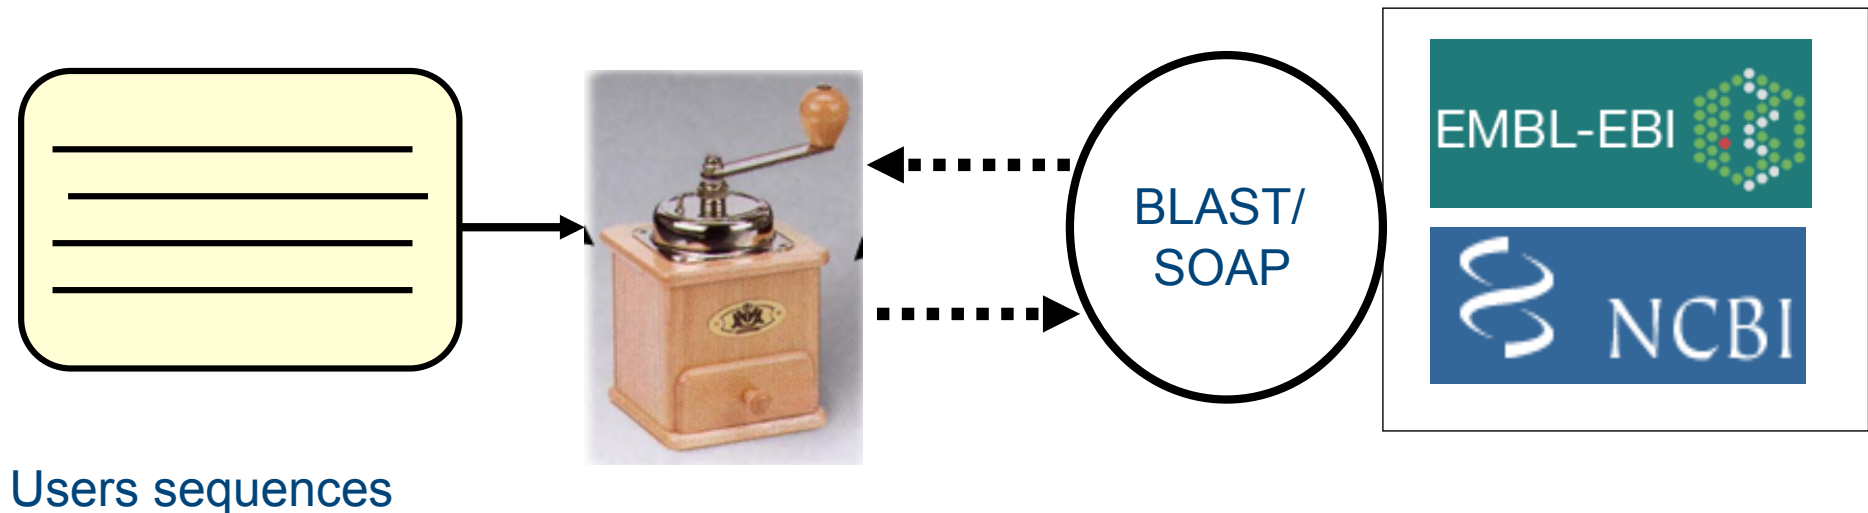 Users sequences
BLAST/
SOAP
EMBL-EBI
NCBI